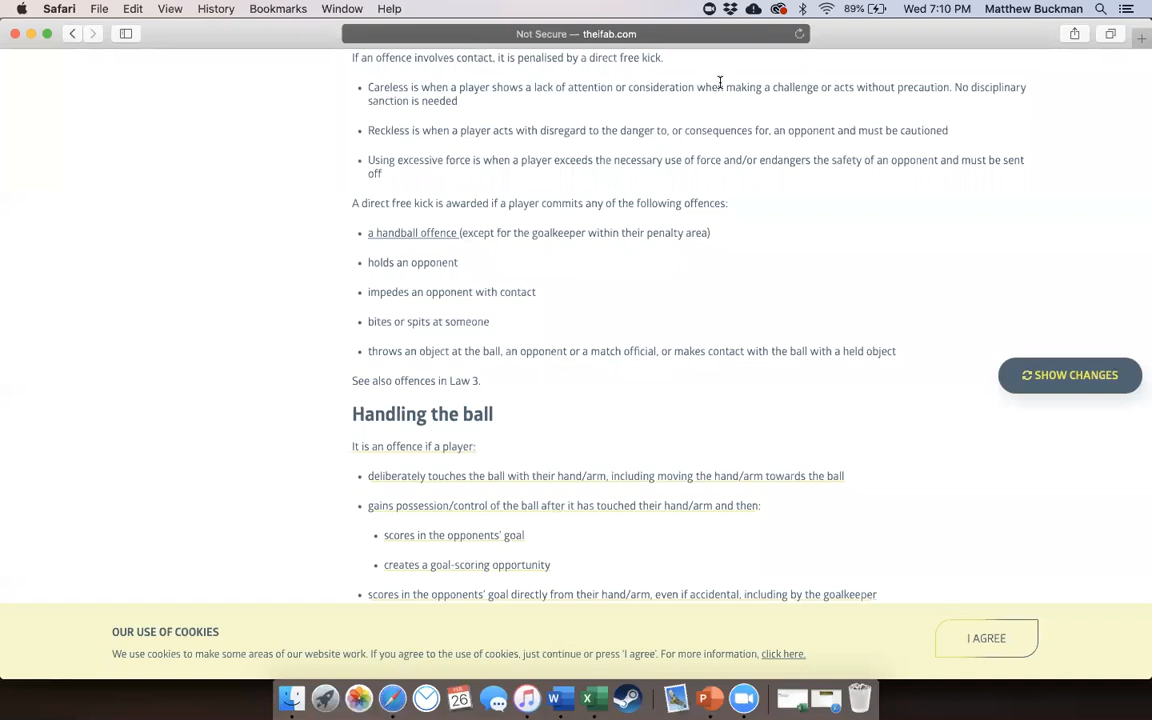 Safari File Edit View History Bookmarks Window Help 89% Wed 7:10 PM Matthew Buckman
Not Secure — theifab.com
If an offence involves contact, it is penalised by a direct free kick.
• Careless is when a player shows a lack of attention or consideration when making a challenge or acts without precaution. No disciplinary
sanction is needed
• Reckless is when a player acts with disregard to the danger to, or consequences for, an opponent and must be cautioned
• Using excessive force is when a player exceeds the necessary use of force and/or endangers the safety of an opponent and must be sent
off
A direct free kick is awarded if a player commits any of the following offences:
• a handball offence (except for the goalkeeper within their penalty area)
• holds an opponent
• impedes an opponent with contact
• bites or spits at someone
• throws an object at the ball, an opponent or a match official, or makes contact with the ball with a held object
SHOW CHANGES
See also offences in Law 3.
Handling the ball
It is an offence if a player:
• deliberately touches the ball with their hand/arm, including moving the hand/arm towards the ball
• gains possession/control of the ball after it has touched their hand/arm and then:
• scores in the opponents' goal
• creates a goal-scoring opportunity
• scores in the opponents' goal directly from their hand/arm, even if accidental, including by the goalkeeper
OUR USE OF COOKIES
We use cookies to make some areas of our website work. If you agree to the use of cookies, just continue or press 'I agree'. For more information, click here.
I AGREE
FEB
26